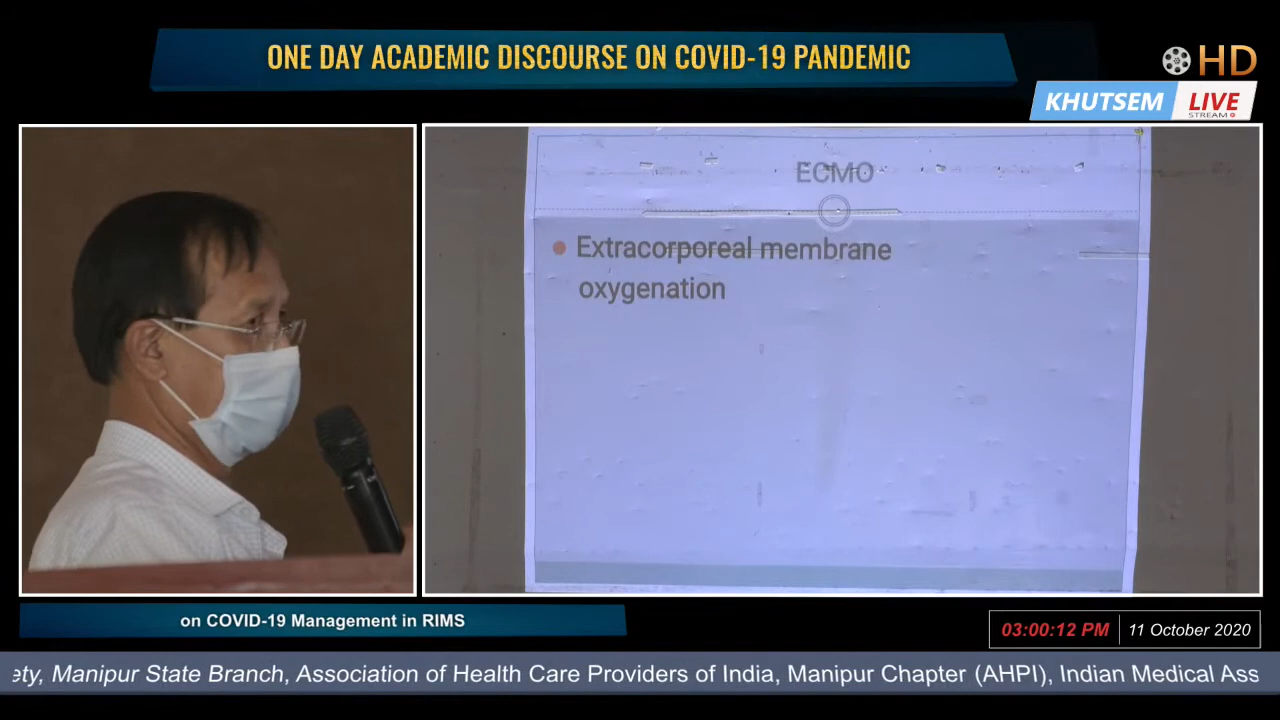 ONE DAY ACADEMIC DISCOURSE ON COVID-19 PANDEMIC
HD
KHUTSEM LIVE
STREAM
ECMO
Extracorporeal membrane
oxygenation
on COVID-19 Management in RIMS
03:00:12 PM 11 October 2020
ety, Manipur State Branch, Association of Health Care Providers of India, Manipur Chapter (AHPI), Indian Medical Ass